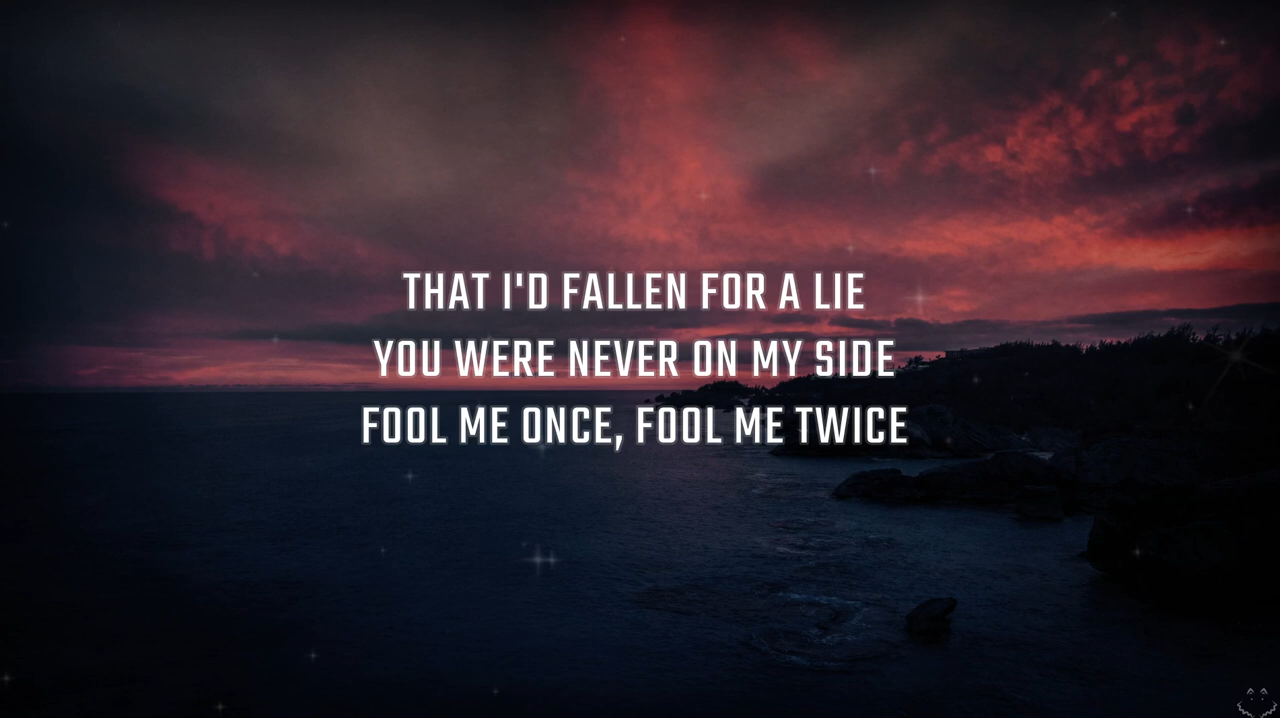 THAT I'D FALLEN FOR A LIE
YOU WERE NEVER ON MY SIDE
FOOL ME ONCE, FOOL ME TWICE